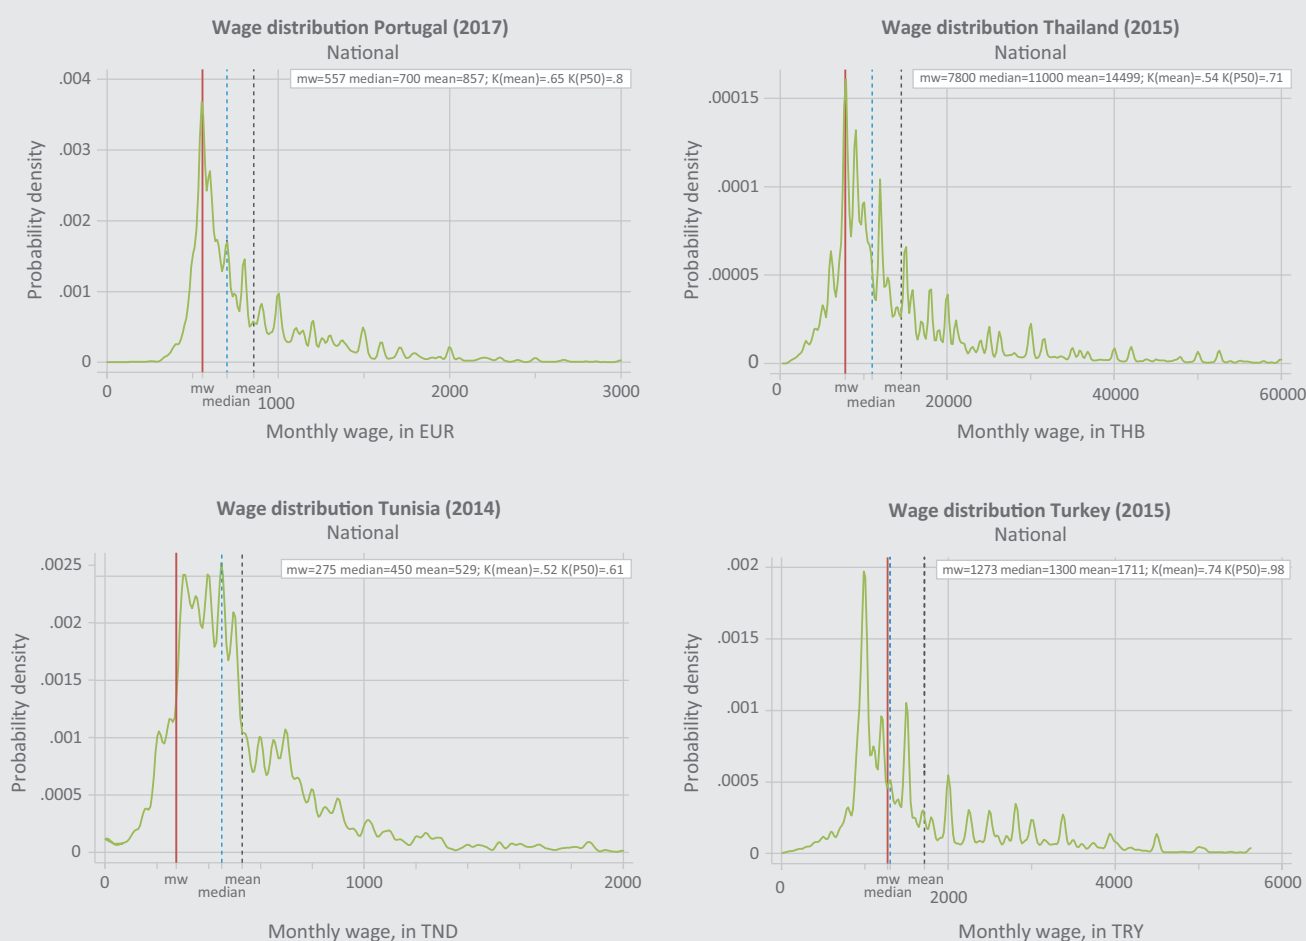 Wage distribution Portugal (2017)
National
mw=557 median=700 mean=857; K(mean)=.65 K(P50)=.8
.004
.003
.002
.001
0
Probability density
0
mw
median
mean
1000
2000
3000
Monthly wage, in EUR
Wage distribution Thailand (2015)
National
mw=7800 median=11000 mean=14499; K(mean)=.54 K(P50)=.71
.00015
.0001
.00005
0
Probability density
0
mw
median
mean
20000
40000
60000
Monthly wage, in THB
Wage distribution Tunisia (2014)
National
mw=275 median=450 mean=529; K(mean)=.52 K(P50)=.61
.0025
.002
.0015
.001
.0005
0
Probability density
0
mw
median
mean
1000
2000
Monthly wage, in TND
Wage distribution Turkey (2015)
National
mw=1273 median=1300 mean=1711; K(mean)=.74 K(P50)=.98
.002
.0015
.001
.0005
0
Probability density
0
mw
median
mean
2000
4000
6000
Monthly wage, in TRY